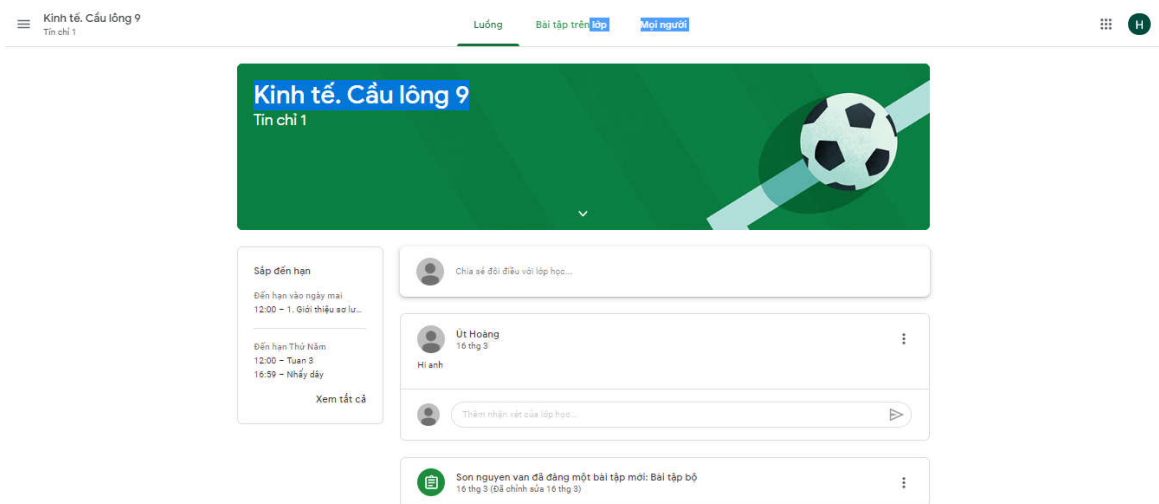 Kinh tế. Cầu lông 9
Tín chỉ 1
Luồng Bài tập trên lớp Mọi người
H
Kinh tế. Cầu lông 9
Tín chỉ 1
Sắp đến hạn
Đến hạn vào ngày mai
12:00 – 1. Giới thiệu sơ lư...
Đến hạn Thứ Năm
12:00 – Tuan 3
16:59 – Nhẩy dây
Xem tất cả
Chia sẻ đôi điều với lớp học...
Út Hoàng
16 thg 3
Hi anh
Thêm nhận xét của lớp học...
Son nguyen van đã đăng một bài tập mới: Bài tập bộ
16 thg 3 (Đã chỉnh sửa 16 thg 3)